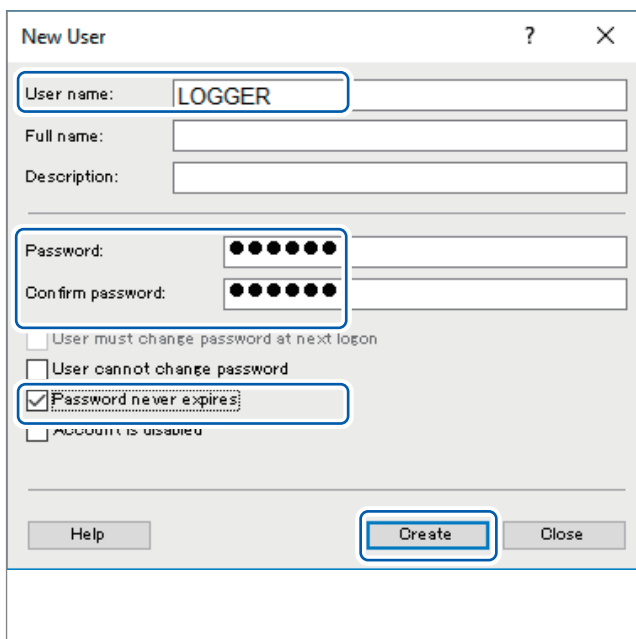 New User ? ×
User name: LOGGER
Full name:
Description:
Password: ●●●●●●
Confirm password: ●●●●●●
User must change password at next logon
User cannot change password
Password never expires
Account is disabled
Help Create Close